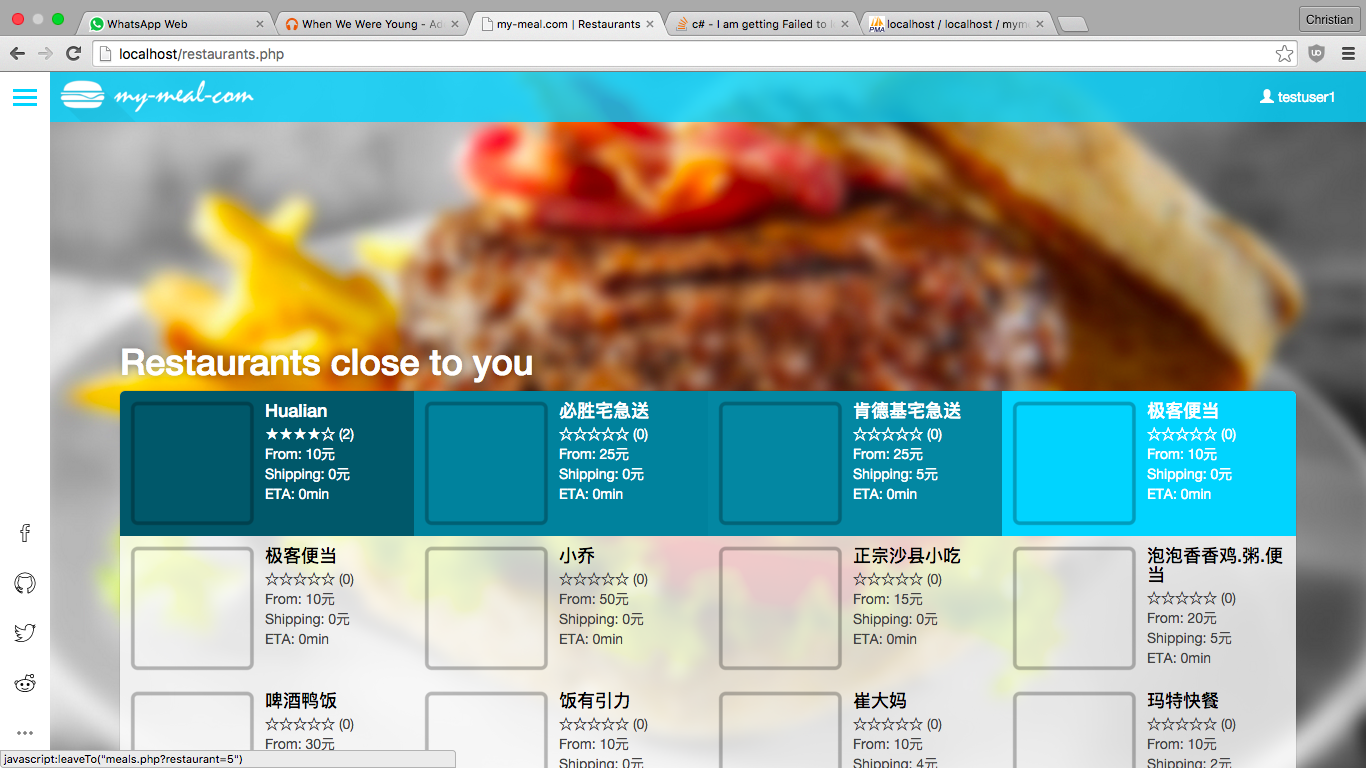 WhatsApp Web
When We Were Young - Ad
my-meal.com | Restaurants
c# - I am getting Failed to l
localhost / localhost / myme
Christian
localhost/restaurants.php
my-meal-com
testuser1
Restaurants close to you
Hualian
★★★★☆ (2)
From: 10元
Shipping: 0元
ETA: 0min
必胜宅急送
☆☆☆☆☆ (0)
From: 25元
Shipping: 0元
ETA: 0min
肯德基宅急送
☆☆☆☆☆ (0)
From: 25元
Shipping: 5元
ETA: 0min
极客便当
☆☆☆☆☆ (0)
From: 10元
Shipping: 0元
ETA: 0min
极客便当
☆☆☆☆☆ (0)
From: 10元
Shipping: 0元
ETA: 0min
小乔
☆☆☆☆☆ (0)
From: 50元
Shipping: 0元
ETA: 0min
正宗沙县小吃
☆☆☆☆☆ (0)
From: 15元
Shipping: 0元
ETA: 0min
泡泡香香鸡.粥.便
当
☆☆☆☆☆ (0)
From: 20元
Shipping: 5元
ETA: 0min
啤酒鸭饭
☆☆☆☆☆ (0)
From: 30元
饭有引力
☆☆☆☆☆ (0)
From: 10元
Shipping: 0元
崔大妈
☆☆☆☆☆ (0)
From: 10元
Shipping: 4元
玛特快餐
☆☆☆☆☆ (0)
From: 10元
Shipping: 2元
javascript:leaveTo("meals.php?restaurant=5")